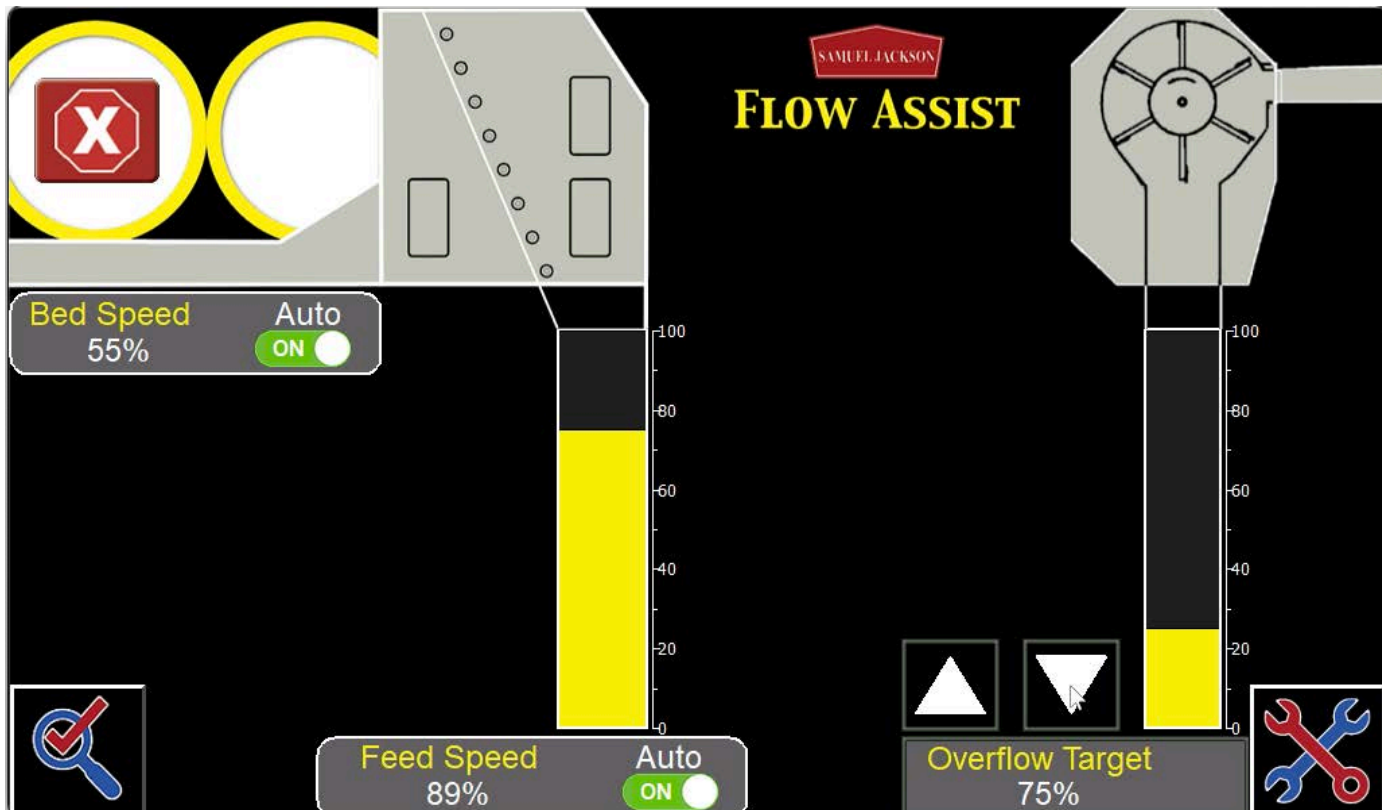 X
SAMUEL JACKSON
FLOW ASSIST
Bed Speed Auto
55% ON
100
80
60
40
20
0
100
80
60
40
20
0
Feed Speed Auto
89% ON
Overflow Target
75%